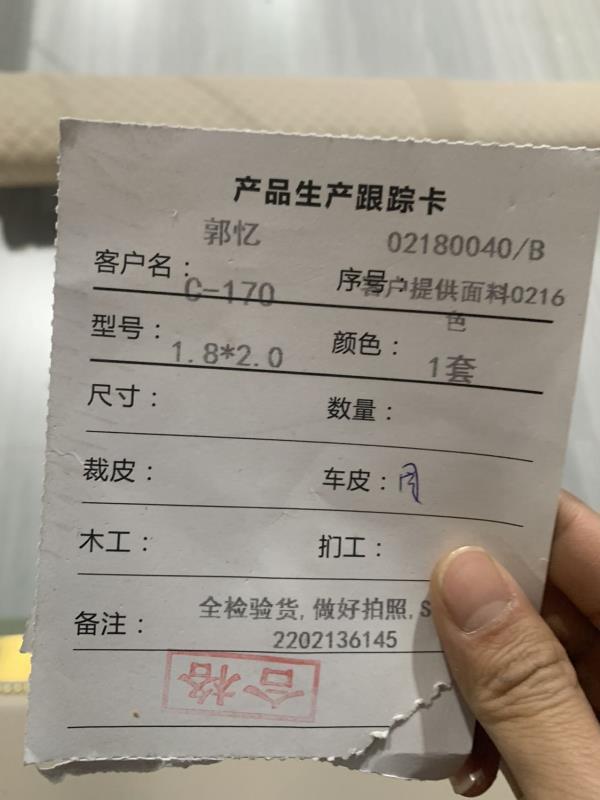 产品生产跟踪卡
郭忆 02180040/B
客户名： 序号：
C-170 客户提供面料0216
色
型号： 颜色：
1.8*2.0 1套
尺寸： 数量：
裁皮： 车皮：
木工： 扪工：
备注： 全检验货,做好拍照,S
2202136145
合格